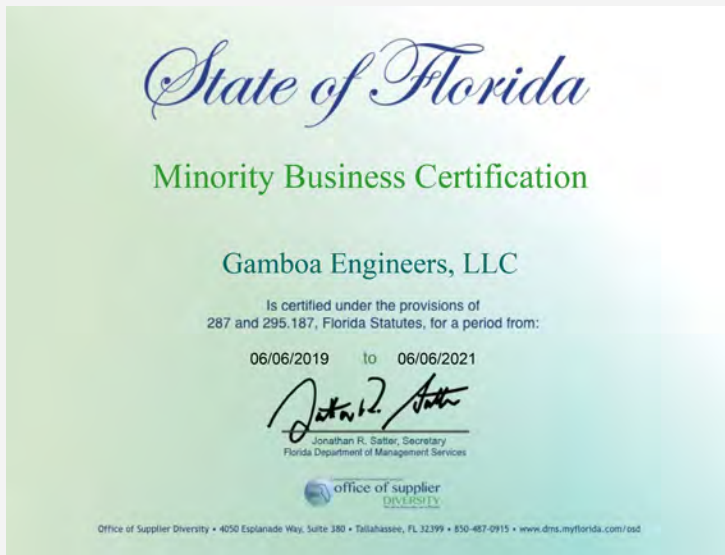 State of Florida
Minority Business Certification
Gamboa Engineers, LLC
Is certified under the provisions of
287 and 295.187, Florida Statutes, for a period from:
06/06/2019 to 06/06/2021
Jonathan R. Satter, Secretary
Florida Department of Management Services
office of supplier
DIVERSITY
Office of Supplier Diversity • 4050 Esplanade Way, Suite 380 • Tallahassee, FL 32399 • 850-487-0915 • www.dms.myflorida.com/osd